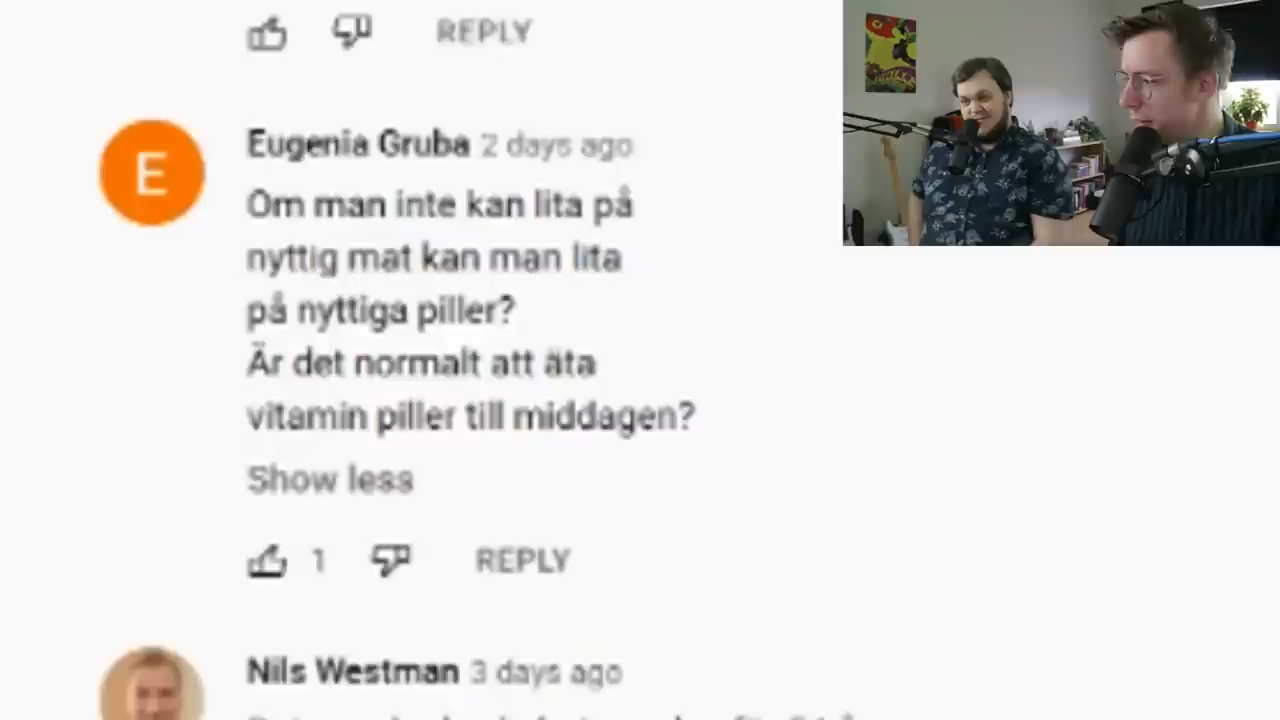 REPLY
E
Eugenia Gruba 2 days ago
Om man inte kan lita på
nyttig mat kan man lita
på nyttiga piller?
Är det normalt att äta
vitamin piller till middagen?
Show less
1 REPLY
Nils Westman 3 days ago